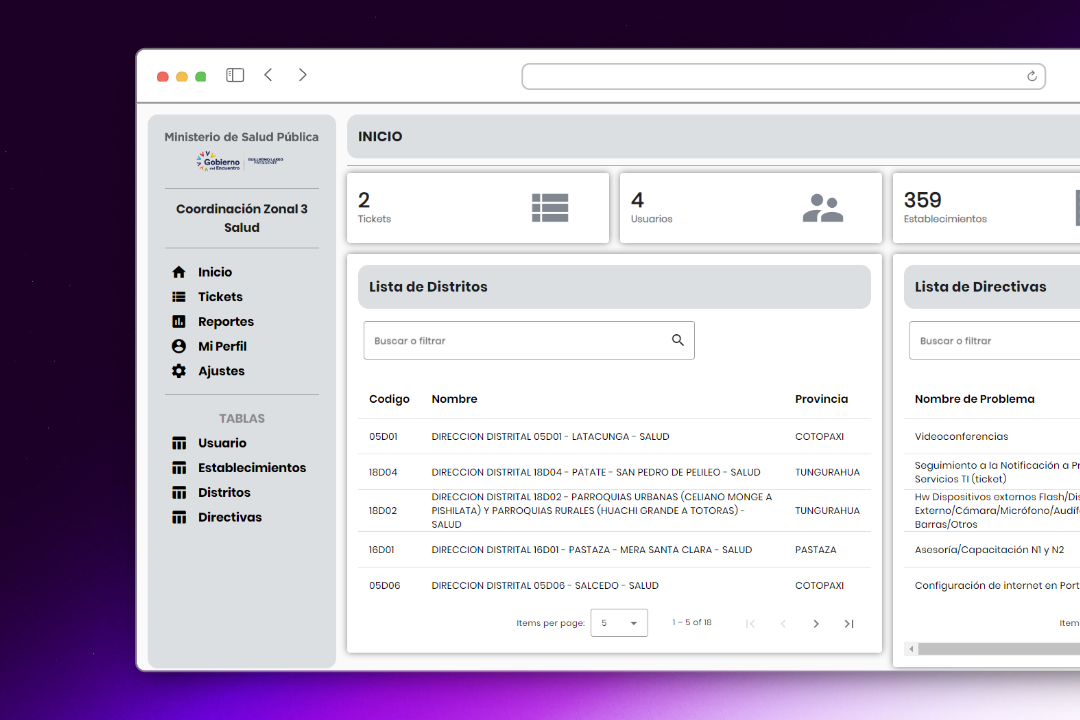 Ministerio de Salud Pública
Gobierno
del Encuentro
GUILLERMO LASSO
PRESIDENTE
Coordinación Zonal 3
Salud
Inicio
Tickets
Reportes
Mi Perfil
Ajustes
TABLAS
Usuario
Establecimientos
Distritos
Directivas
INICIO
2
Tickets
4
Usuarios
359
Establecimientos
Lista de Distritos
Buscar o filtrar
Codigo Nombre Provincia
05D01 DIRECCION DISTRITAL 05D01 - LATACUNGA - SALUD COTOPAXI
18D04 DIRECCION DISTRITAL 18D04 - PATATE - SAN PEDRO DE PELILEO - SALUD TUNGURAHUA
DIRECCION DISTRITAL 18D02 - PARROQUIAS URBANAS (CELIANO MONGE A
18D02 PISHILATA) Y PARROQUIAS RURALES (HUACHI GRANDE A TOTORAS) - TUNGURAHUA
SALUD
16D01 DIRECCION DISTRITAL 16D01 - PASTAZA - MERA SANTA CLARA - SALUD PASTAZA
05D06 DIRECCION DISTRITAL 05D06 - SALCEDO - SALUD COTOPAXI
Items per page: 5 1 – 5 of 18
Lista de Directivas
Buscar o filtrar
Nombre de Problema
Videoconferencias
Seguimiento a la Notificación a Pr
Servicios TI (ticket)
Hw Dispositivos externos Flash/Dis
Externo/Cámara/Micrófono/Audífo
Barras/Otros
Asesoría/Capacitación N1 y N2
Configuración de internet en Port
Item